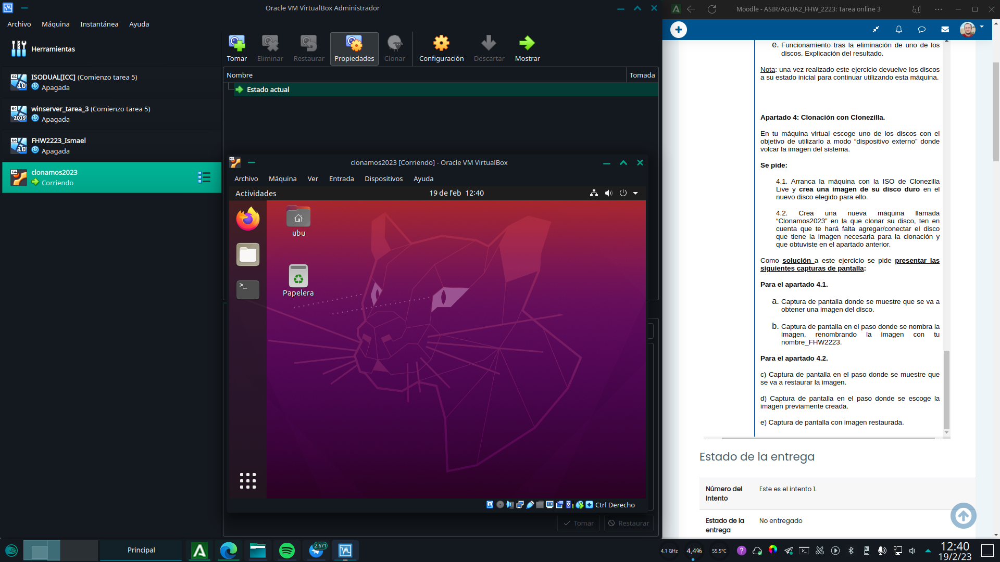 Oracle VM VirtualBox Administrador
Archivo Máquina Instantánea Ayuda
Herramientas
ISODUAL[ICC] (Comienzo tarea 5)
Apagada
winserver_tarea_3 (Comienzo tarea 5)
Apagada
FHW2223_Ismael
Apagada
clonamos2023
Corriendo
Tomar Eliminar Restaurar Propiedades Clonar Configuración Descartar Mostrar
Nombre Tomada
Estado actual
clonamos2023 [Corriendo] - Oracle VM VirtualBox
Archivo Máquina Ver Entrada Dispositivos Ayuda
Actividades 19 de feb 12:40
ubu
Papelera
Ctrl Derecho
Tomar Restaurar
Moodle - ASIR/AGUA2_FHW_2223: Tarea online 3
e. Funcionamiento tras la eliminación de uno de los
discos. Explicación del resultado.
Nota: una vez realizado este ejercicio devuelve los discos
a su estado inicial para continuar utilizando esta máquina.
Apartado 4: Clonación con Clonezilla.
En tu máquina virtual escoge uno de los discos con el
objetivo de utilizarlo a modo “dispositivo externo” donde
volcar la imagen del sistema.
Se pide:
4.1. Arranca la máquina con la ISO de Clonezilla
Live y crea una imagen de su disco duro en el
nuevo disco elegido para ello.
4.2. Crea una nueva máquina llamada
“Clonamos2023” en la que clonar su disco, ten en
cuenta que te hará falta agregar/conectar el disco
que tiene la imagen necesaria para la clonación y
que obtuviste en el apartado anterior.
Como solución a este ejercicio se pide presentar las
siguientes capturas de pantalla:
Para el apartado 4.1.
a. Captura de pantalla donde se muestre que se va a
obtener una imagen del disco.
b. Captura de pantalla en el paso donde se nombra la
imagen, renombrando la imagen con tu
nombre_FHW2223.
Para el apartado 4.2.
c) Captura de pantalla en el paso donde se muestre que
se va a restaurar la imagen.
d) Captura de pantalla en el paso donde se escoge la
imagen previamente creada.
e) Captura de pantalla con imagen restaurada.
Estado de la entrega
Número del Este es el intento 1.
intento
Estado de la No entregado
entrega
Principal 2.671 4,1 GHz 4,4% 55,5°C 12:40
19/2/23